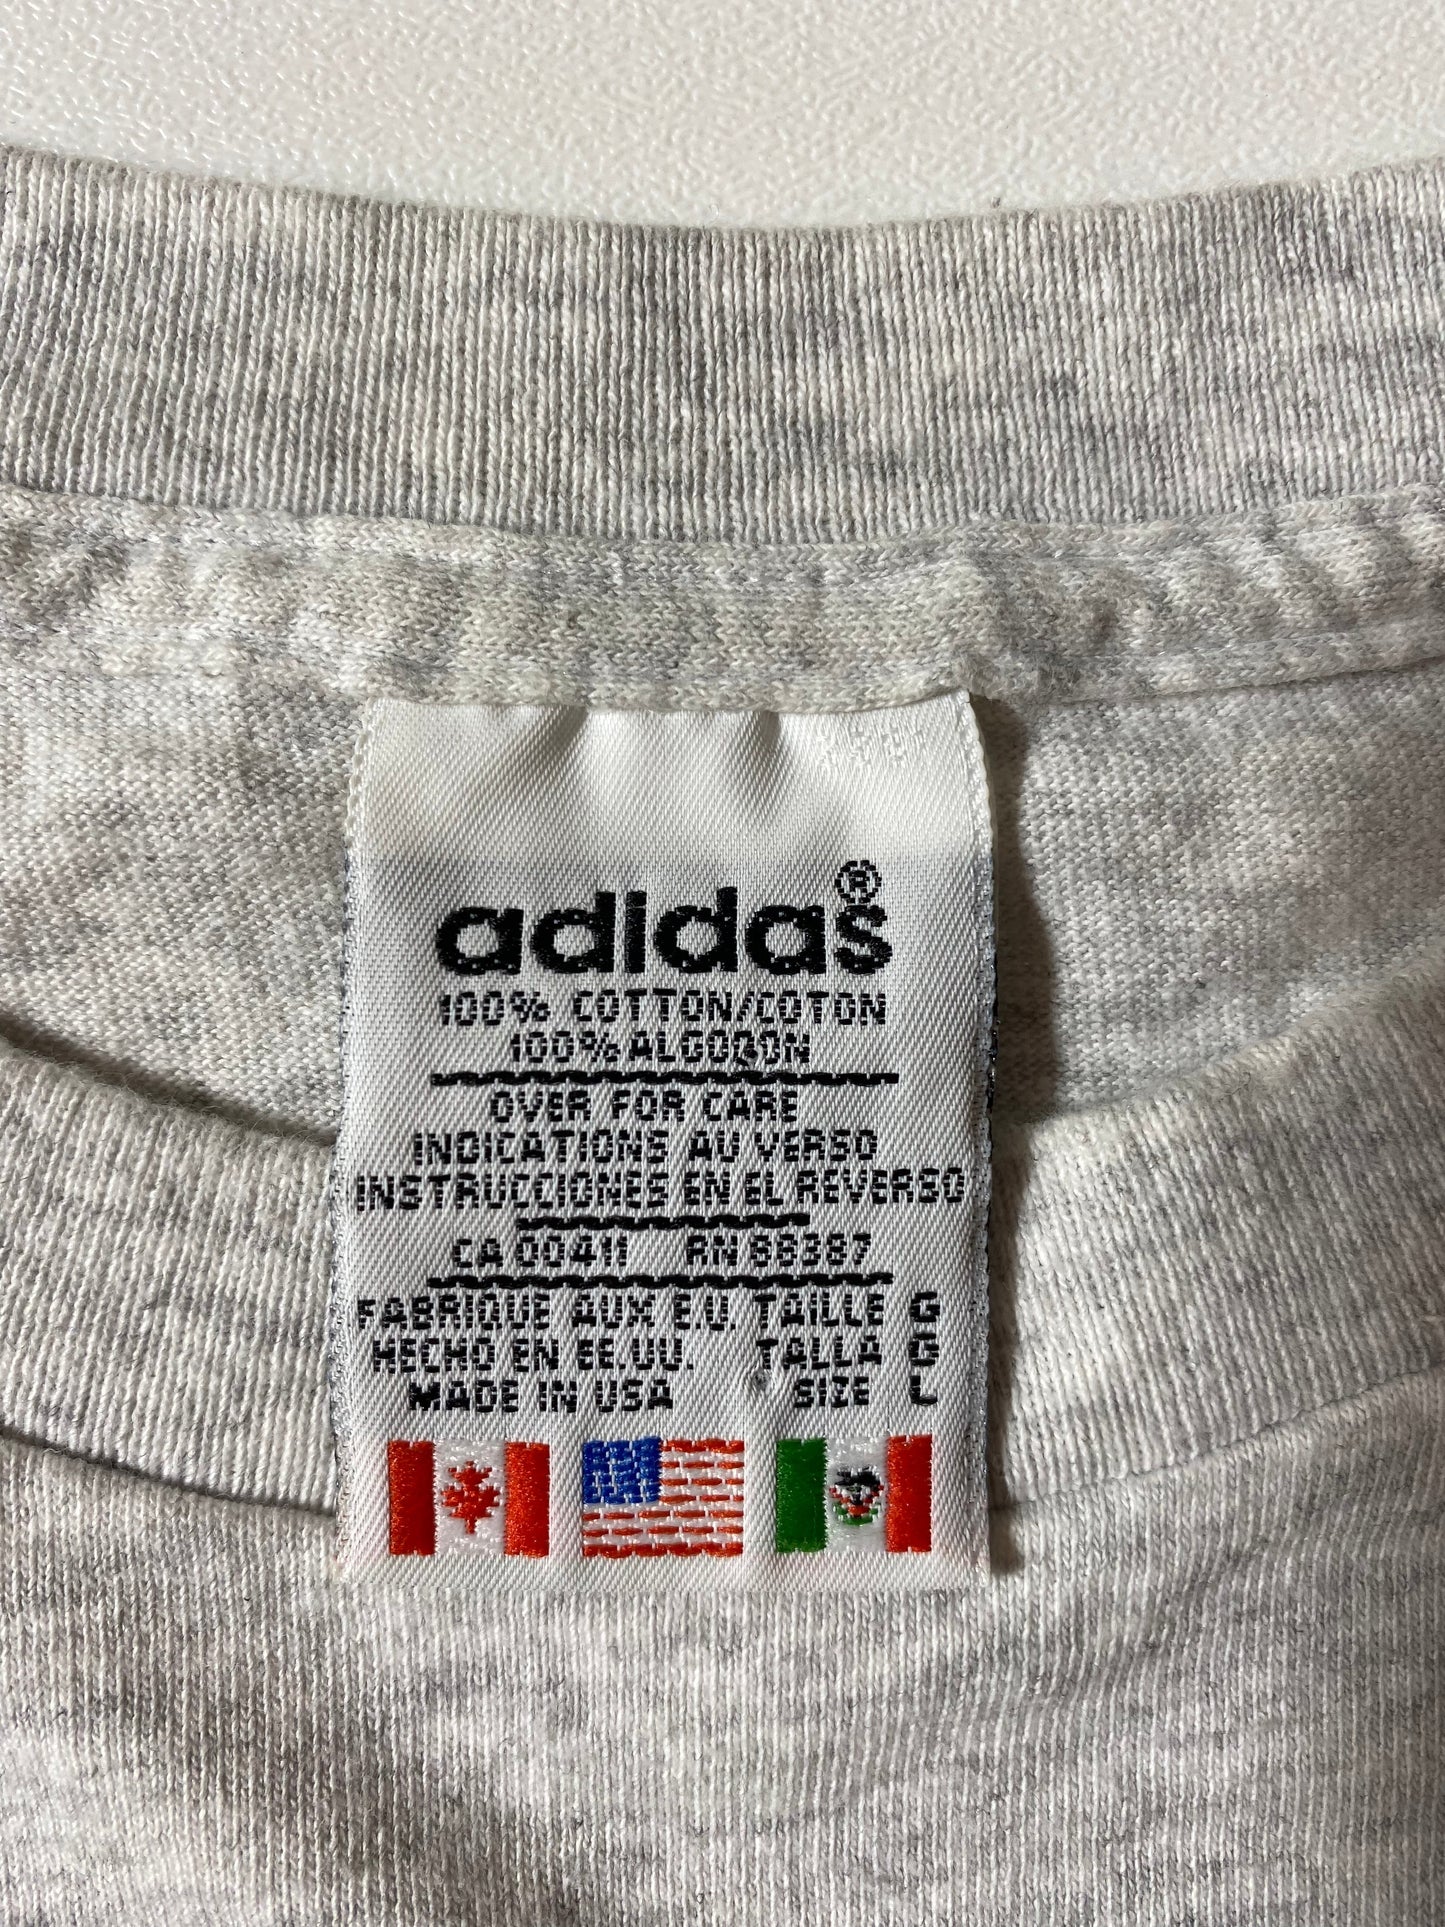 adidas®
100% COTTON/COTON
100% ALGODON
OVER FOR CARE
INDICATIONS AU VERSO
INSTRUCCIONES EN EL REVERSO
CA 00411 RN 88387
FABRIQUE AUX E.U. TAILLE G
HECHO EN EE.UU. TALLA G
MADE IN USA SIZE L